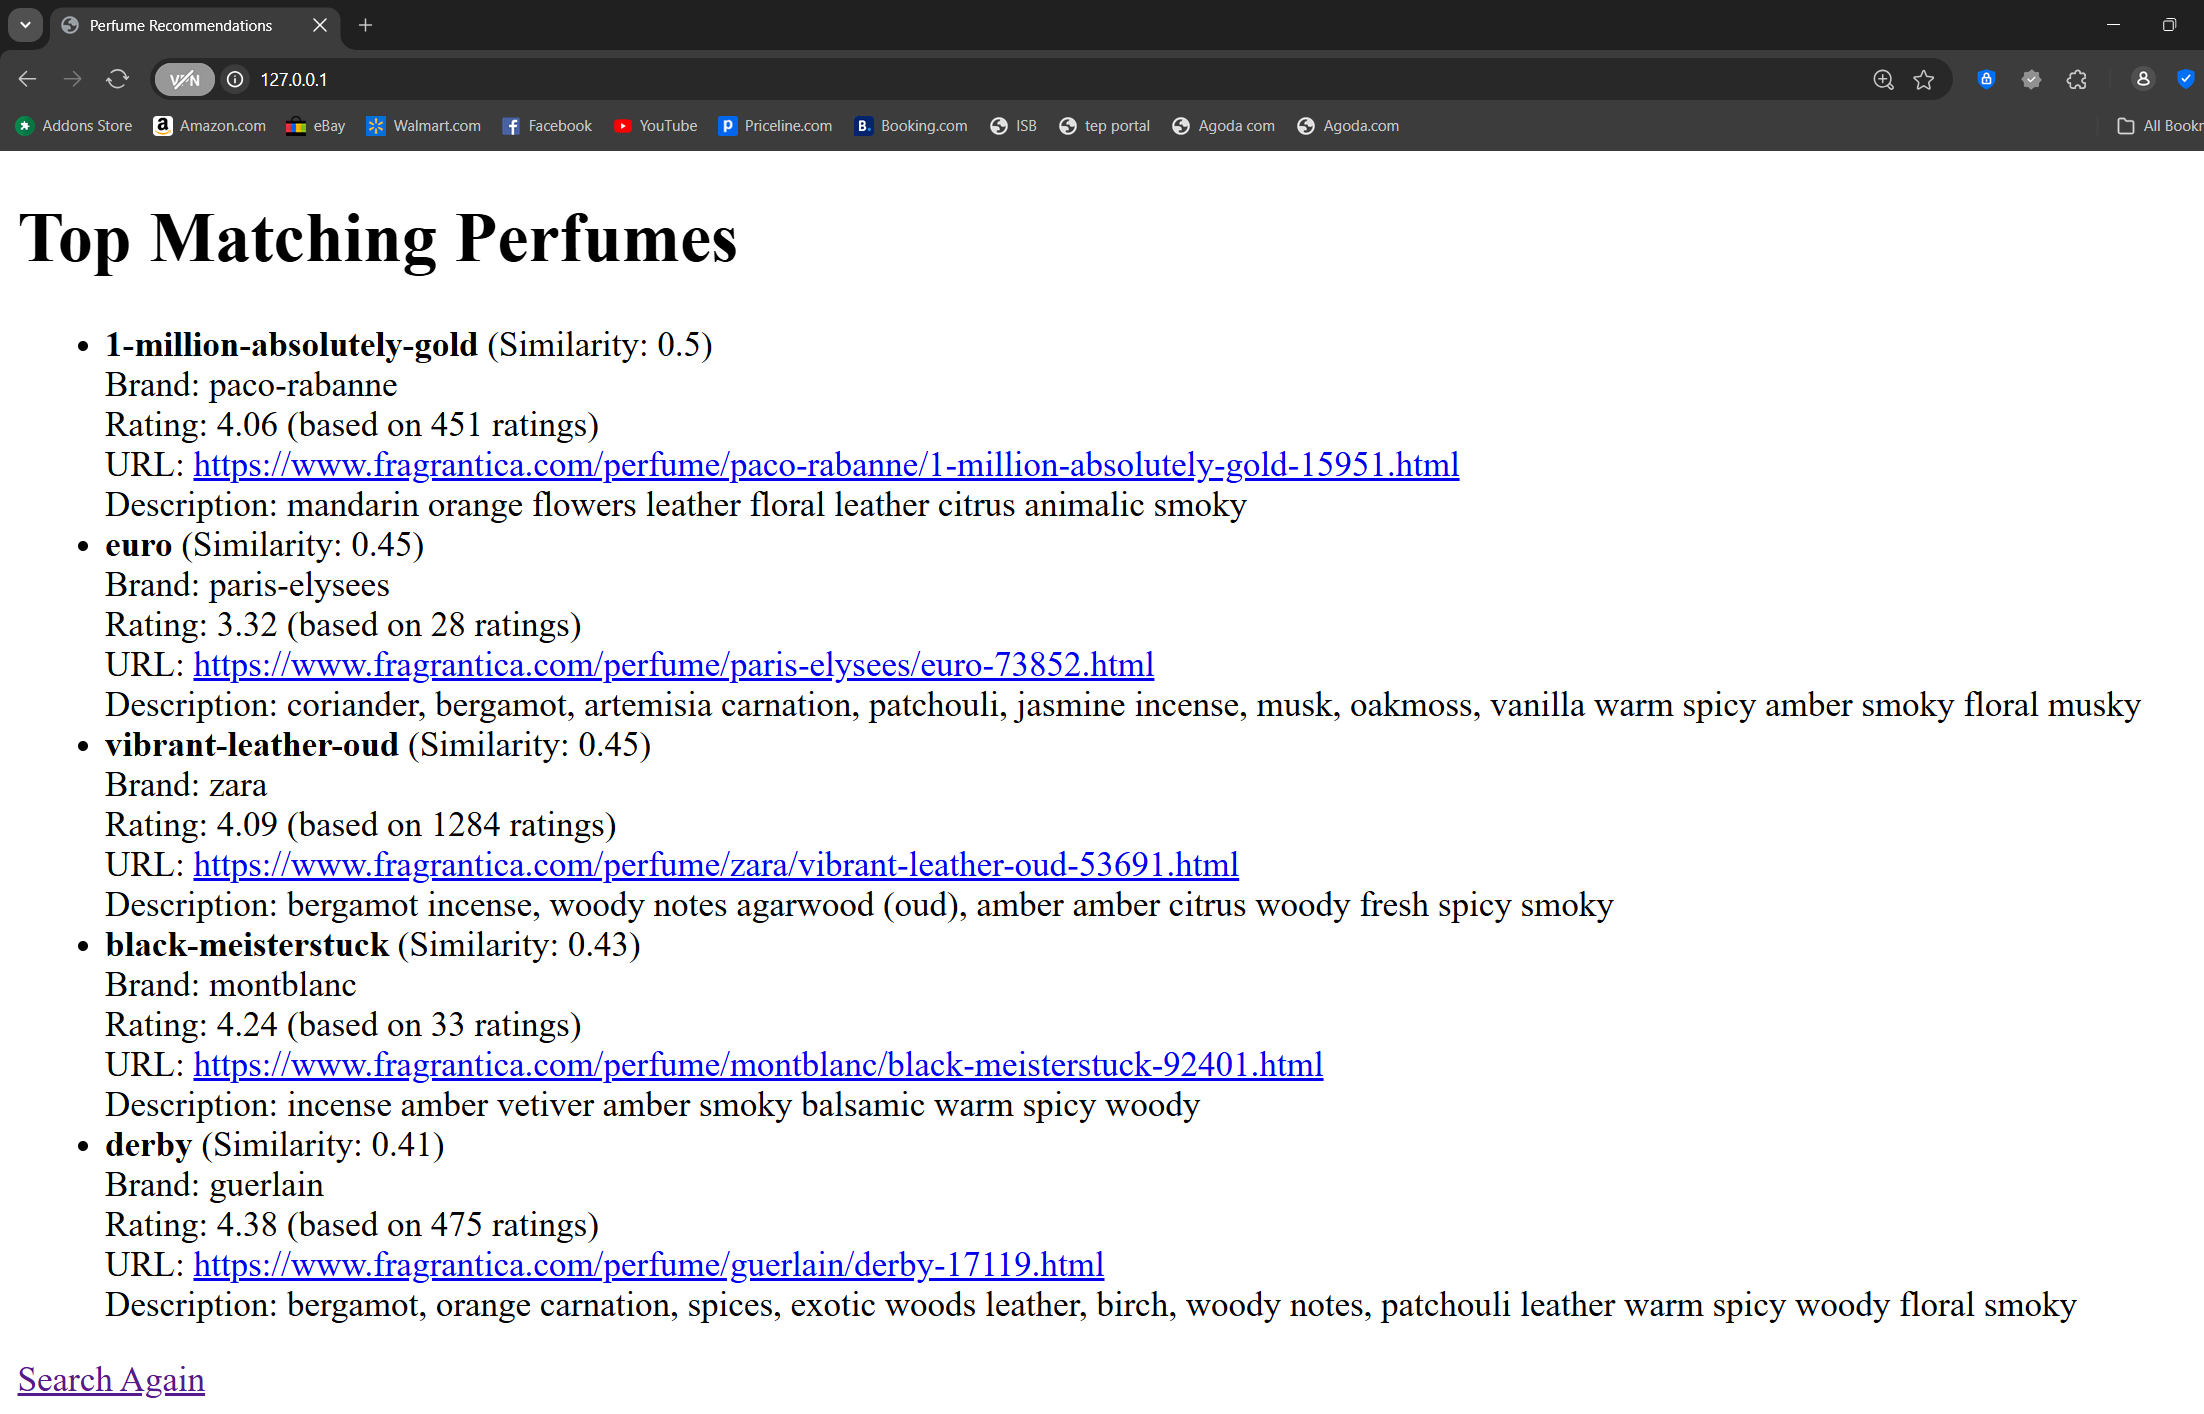 Perfume Recommendations
VPN
127.0.0.1
Addons Store
Amazon.com
eBay
Walmart.com
Facebook
YouTube
Priceline.com
Booking.com
ISB
tep portal
Agoda com
Agoda.com
All Bookr
Top Matching Perfumes
1-million-absolutely-gold (Similarity: 0.5)
Brand: paco-rabanne
Rating: 4.06 (based on 451 ratings)
URL: https://www.fragrantica.com/perfume/paco-rabanne/1-million-absolutely-gold-15951.html
Description: mandarin orange flowers leather floral leather citrus animalic smoky
euro (Similarity: 0.45)
Brand: paris-elysees
Rating: 3.32 (based on 28 ratings)
URL: https://www.fragrantica.com/perfume/paris-elysees/euro-73852.html
Description: coriander, bergamot, artemisia carnation, patchouli, jasmine incense, musk, oakmoss, vanilla warm spicy amber smoky floral musky
vibrant-leather-oud (Similarity: 0.45)
Brand: zara
Rating: 4.09 (based on 1284 ratings)
URL: https://www.fragrantica.com/perfume/zara/vibrant-leather-oud-53691.html
Description: bergamot incense, woody notes agarwood (oud), amber amber citrus woody fresh spicy smoky
black-meisterstuck (Similarity: 0.43)
Brand: montblanc
Rating: 4.24 (based on 33 ratings)
URL: https://www.fragrantica.com/perfume/montblanc/black-meisterstuck-92401.html
Description: incense amber vetiver amber smoky balsamic warm spicy woody
derby (Similarity: 0.41)
Brand: guerlain
Rating: 4.38 (based on 475 ratings)
URL: https://www.fragrantica.com/perfume/guerlain/derby-17119.html
Description: bergamot, orange carnation, spices, exotic woods leather, birch, woody notes, patchouli leather warm spicy woody floral smoky
Search Again